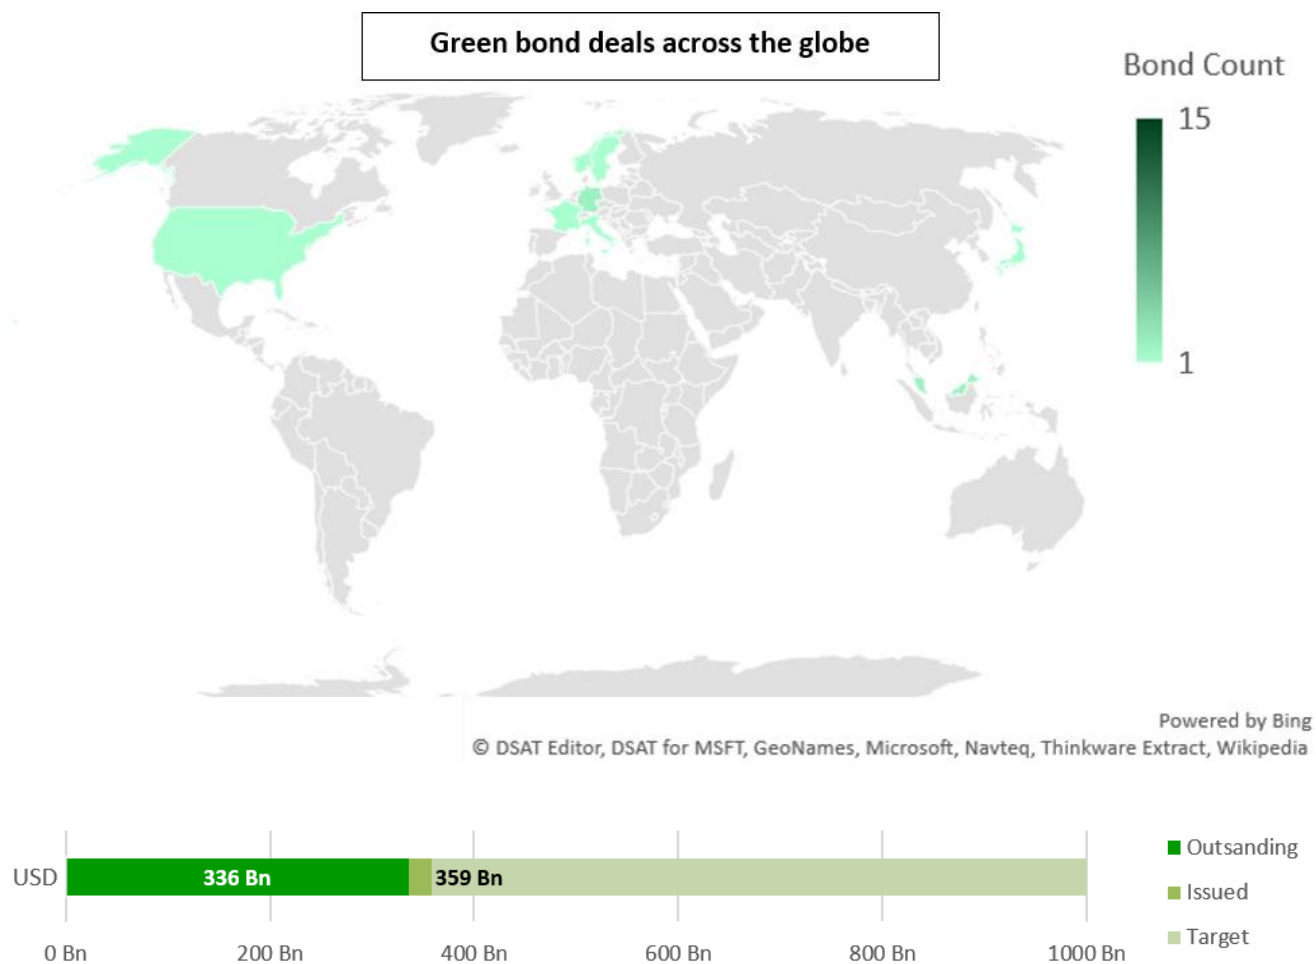 Green bond deals across the globe
Bond Count
15
1
Powered by Bing
© DSAT Editor, DSAT for MSFT, GeoNames, Microsoft, Navteq, Thinkware Extract, Wikipedia
USD
336 Bn
359 Bn
Outsanding
Issued
Target
0 Bn
200 Bn
400 Bn
600 Bn
800 Bn
1000 Bn